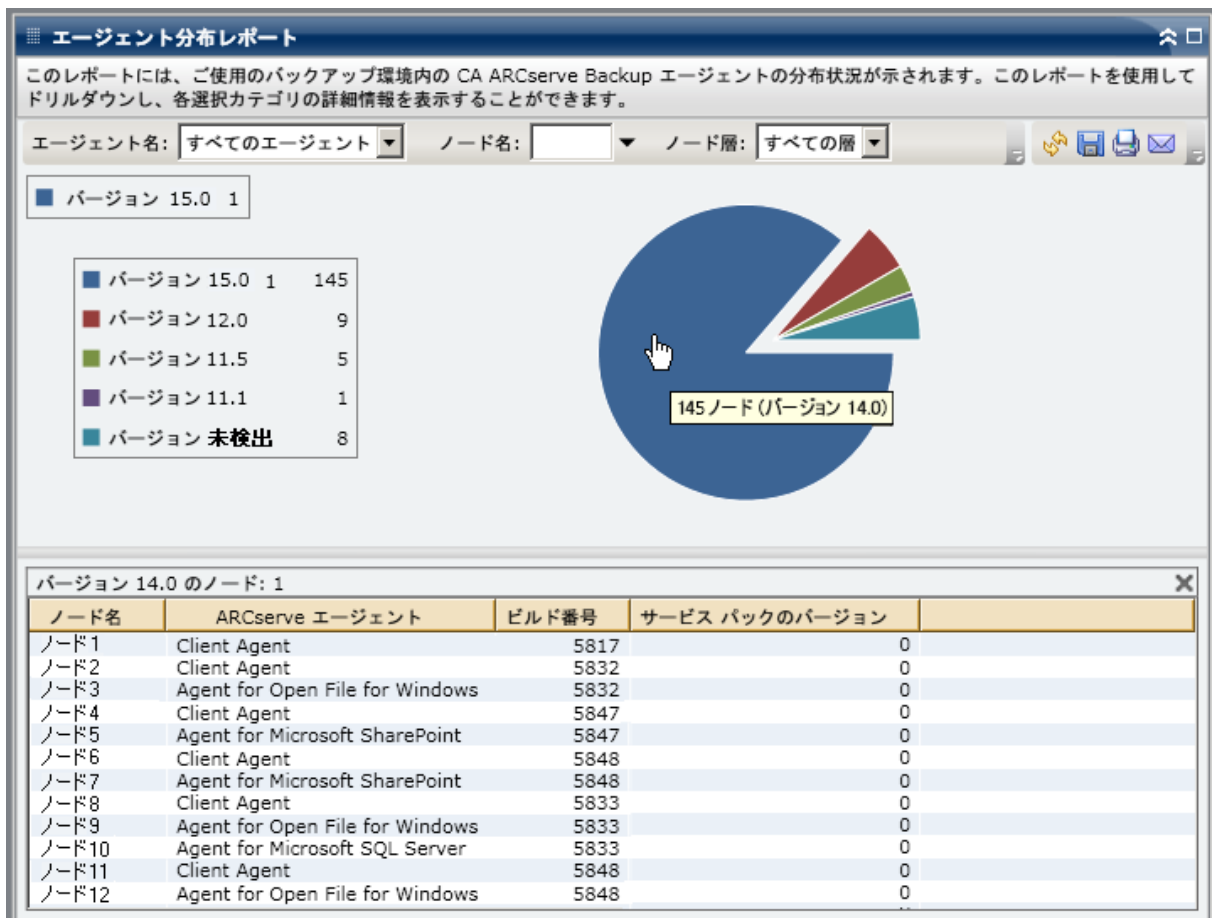 エージェント分布レポート
このレポートには、ご使用のバックアップ環境内の CA ARCserve Backup エージェントの分布状況が示されます。このレポートを使用して
ドリルダウンし、各選択カテゴリの詳細情報を表示することができます。
エージェント名: すべてのエージェント ノード名: ノード層: すべての層
バージョン 15.0 1
バージョン 15.0 1 145
バージョン 12.0 9
バージョン 11.5 5
バージョン 11.1 1
バージョン 未検出 8
145 ノード (バージョン 14.0)
バージョン 14.0 のノード: 1
ノード名 ARCserve エージェント ビルド番号 サービス パックのバージョン
ノード1 Client Agent 5817 0
ノード2 Client Agent 5832 0
ノード3 Agent for Open File for Windows 5832 0
ノード4 Client Agent 5847 0
ノード5 Agent for Microsoft SharePoint 5847 0
ノード6 Client Agent 5848 0
ノード7 Agent for Microsoft SharePoint 5848 0
ノード8 Client Agent 5833 0
ノード9 Agent for Open File for Windows 5833 0
ノード10 Agent for Microsoft SQL Server 5833 0
ノード11 Client Agent 5848 0
ノード12 Agent for Open File for Windows 5848 0